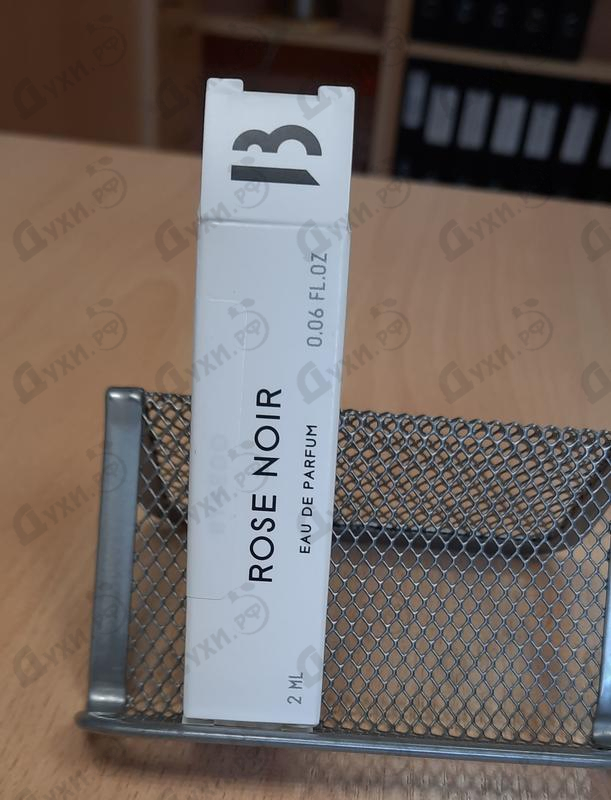 B
0.06 FL.OZ
ROSE NOIR
EAU DE PARFUM
2 ML
Духи.РФ